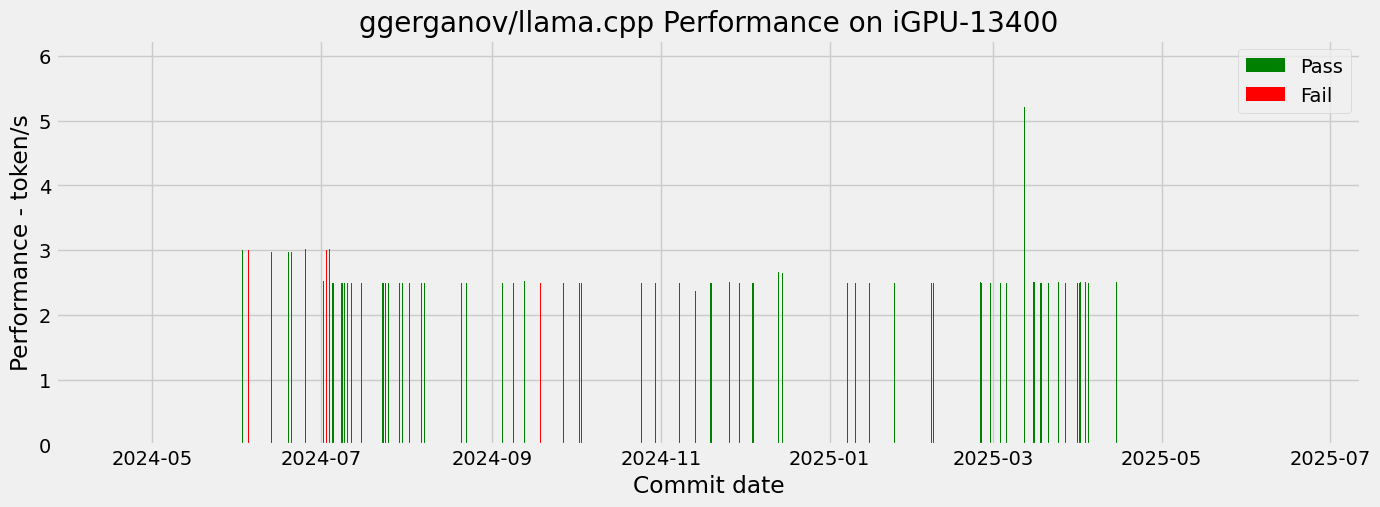 ggerganov/llama.cpp Performance on iGPU-13400
Pass
Fail
Performance - token/s
6
5
4
3
2
1
0
2024-05 2024-07 2024-09 2024-11 2025-01 2025-03 2025-05 2025-07
Commit date